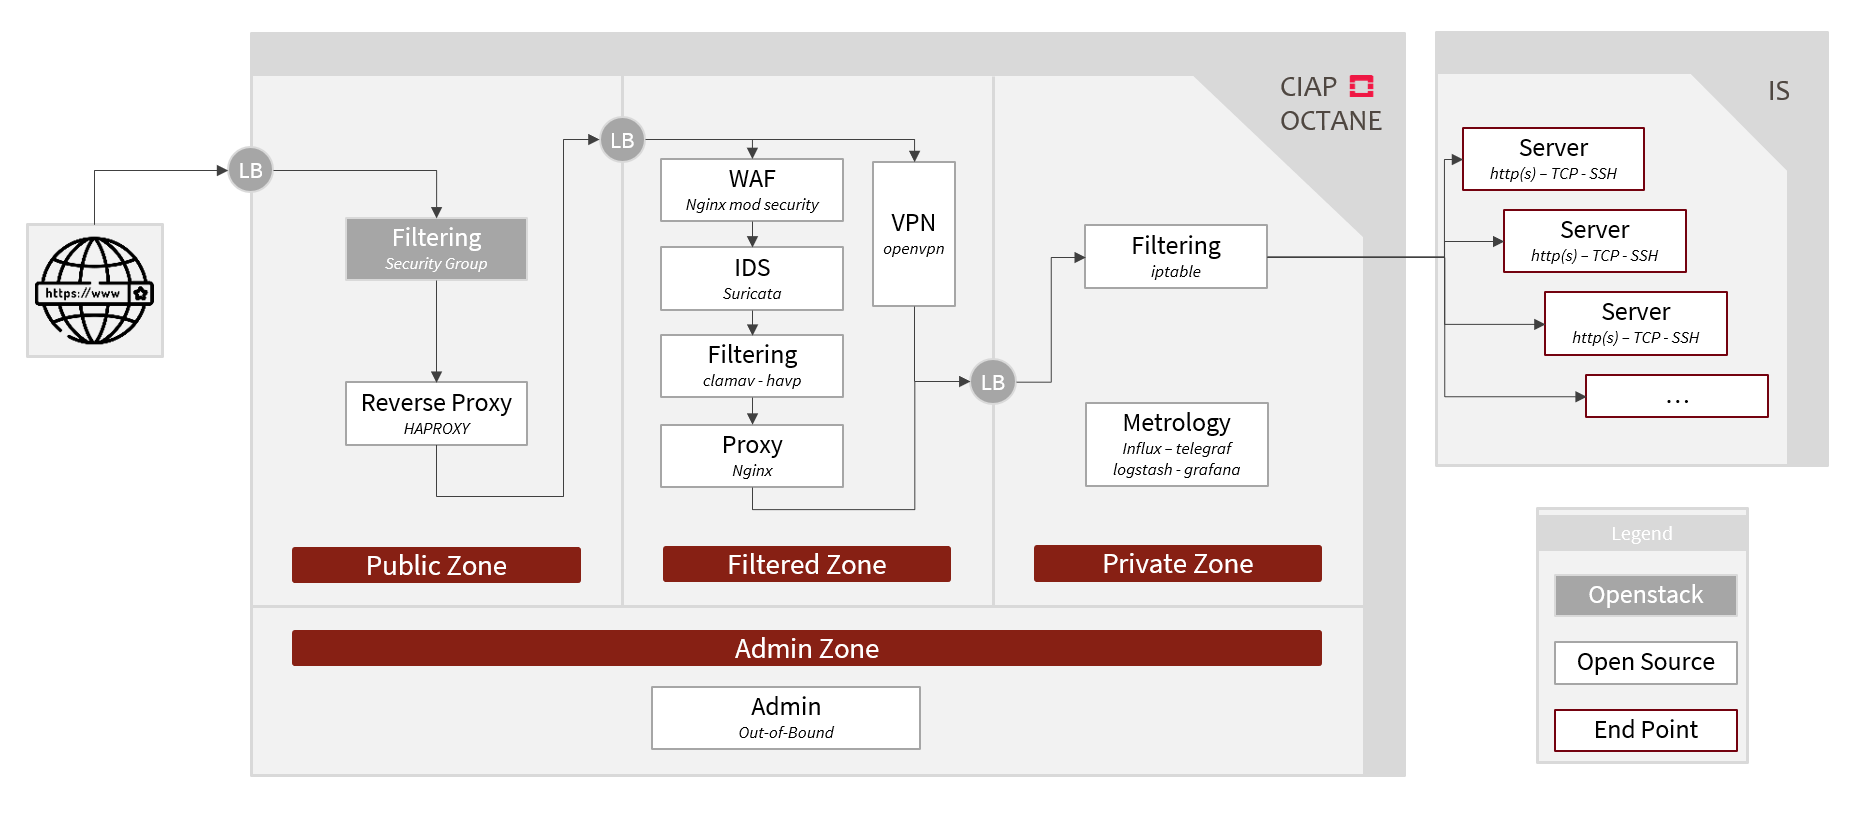 CIAP
OCTANE
IS
https://www
LB
Filtering
Security Group
Reverse Proxy
HAPROXY
Public Zone
LB
WAF
Nginx mod security
IDS
Suricata
Filtering
clamav - havp
Proxy
Nginx
VPN
openvpn
Filtered Zone
LB
Filtering
iptable
Metrology
Influx – telegraf
logstash - grafana
Private Zone
Admin Zone
Admin
Out-of-Bound
Server
http(s) – TCP - SSH
Server
http(s) – TCP - SSH
Server
http(s) – TCP - SSH
...
Legend
Openstack
Open Source
End Point